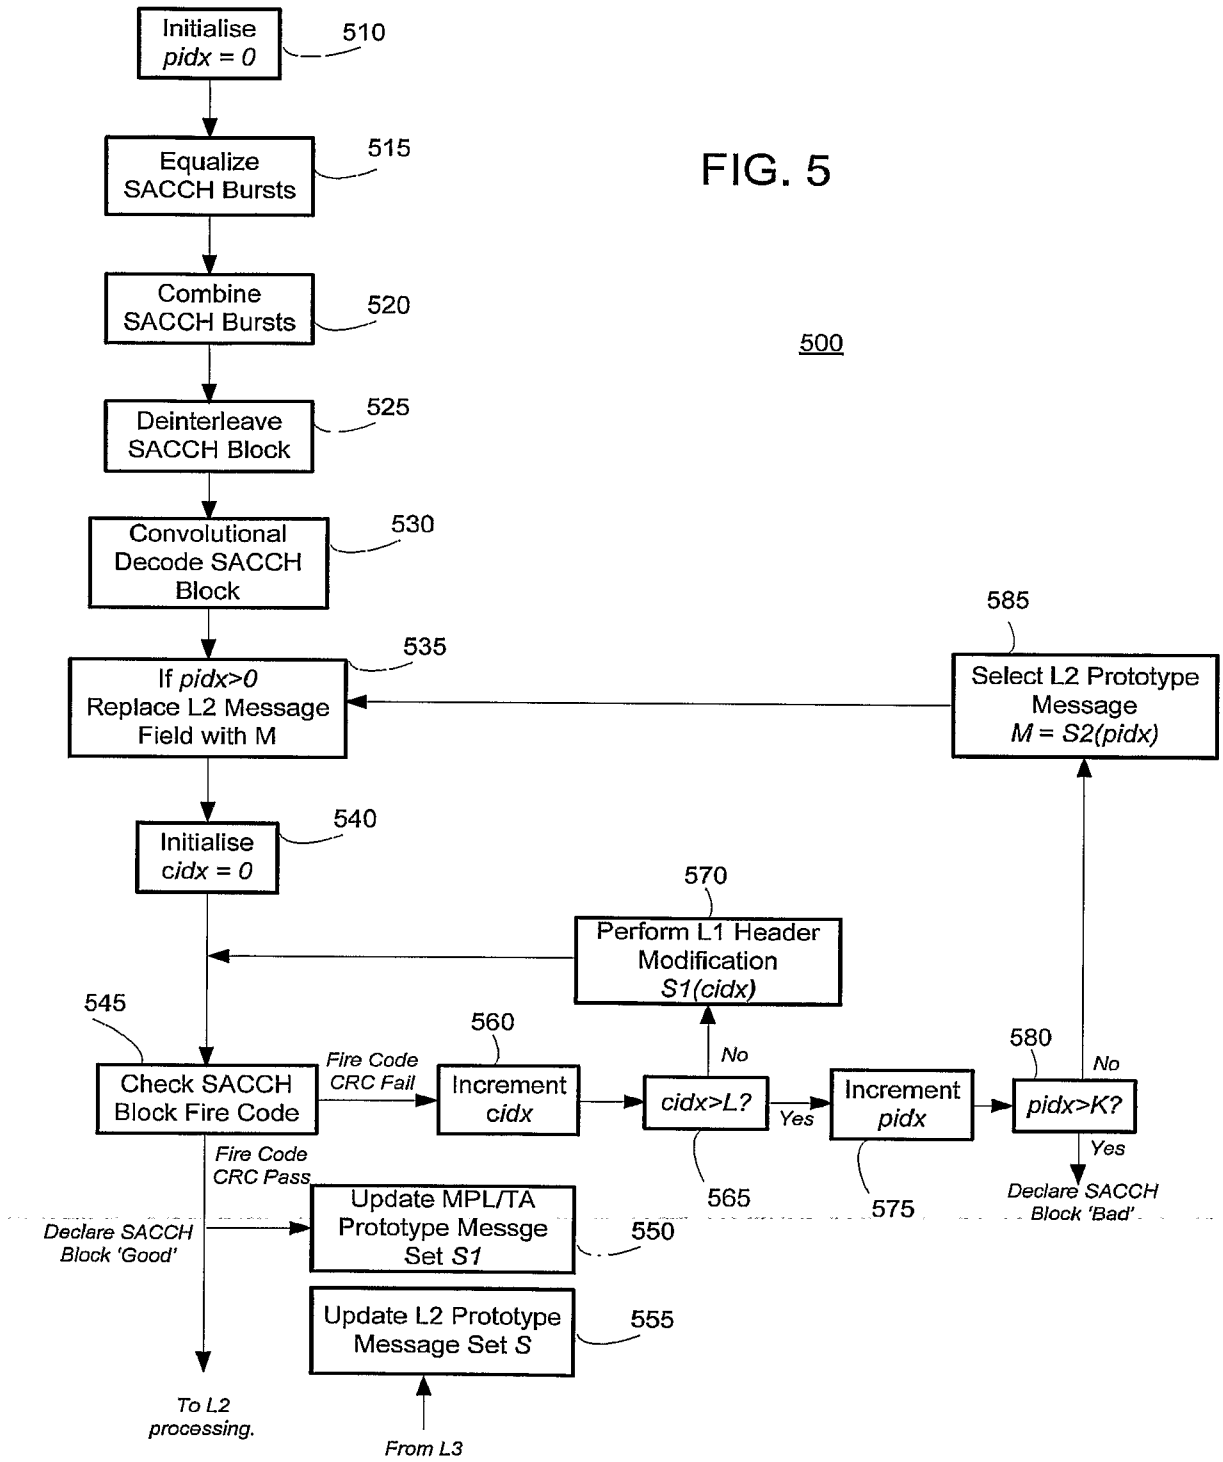 Initialise
pidx = 0
510
Equalize
SACCH Bursts
515
FIG. 5
Combine
SACCH Bursts
520
500
Deinterleave
SACCH Block
525
Convolutional
Decode SACCH
Block
530
If pidx>0
Replace L2 Message
Field with M
535
585
Select L2 Prototype
Message
M = S2(pidx)
Initialise
cidx = 0
540
570
Perform L1 Header
Modification
S1(cidx)
545
Check SACCH
Block Fire Code
Fire Code
CRC Fail
560
Increment
cidx
No
cidx>L?
565
Yes
Increment
pidx
575
580
No
pidx>K?
Yes
Declare SACCH
Block 'Bad'
Fire Code
CRC Pass
Declare SACCH
Block 'Good'
Update MPL/TA
Prototype Messge
Set S1
550
Update L2 Prototype
Message Set S
555
To L2
processing.
From L3